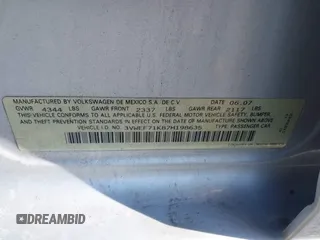 MANUFACTURED BY VOLKSWAGEN DE MEXICO S.A. DE C.V.
GVWR 4344 LBS GAWR FRONT 2337 LBS GAWR REAR 2117 LBS DATE 06.07
THIS VEHICLE CONFORMS TO ALL APPLICABLE FEDERAL MOTOR VEHICLE SAFETY, BUMPER,
AND THEFT PREVENTION STANDARDS IN EFFECT ON THE DATE OF MANUFACTURE SHOWN ABOVE.
VEHICLE I.D. NO. TYPE PASSENGER CAR
DREAMBID